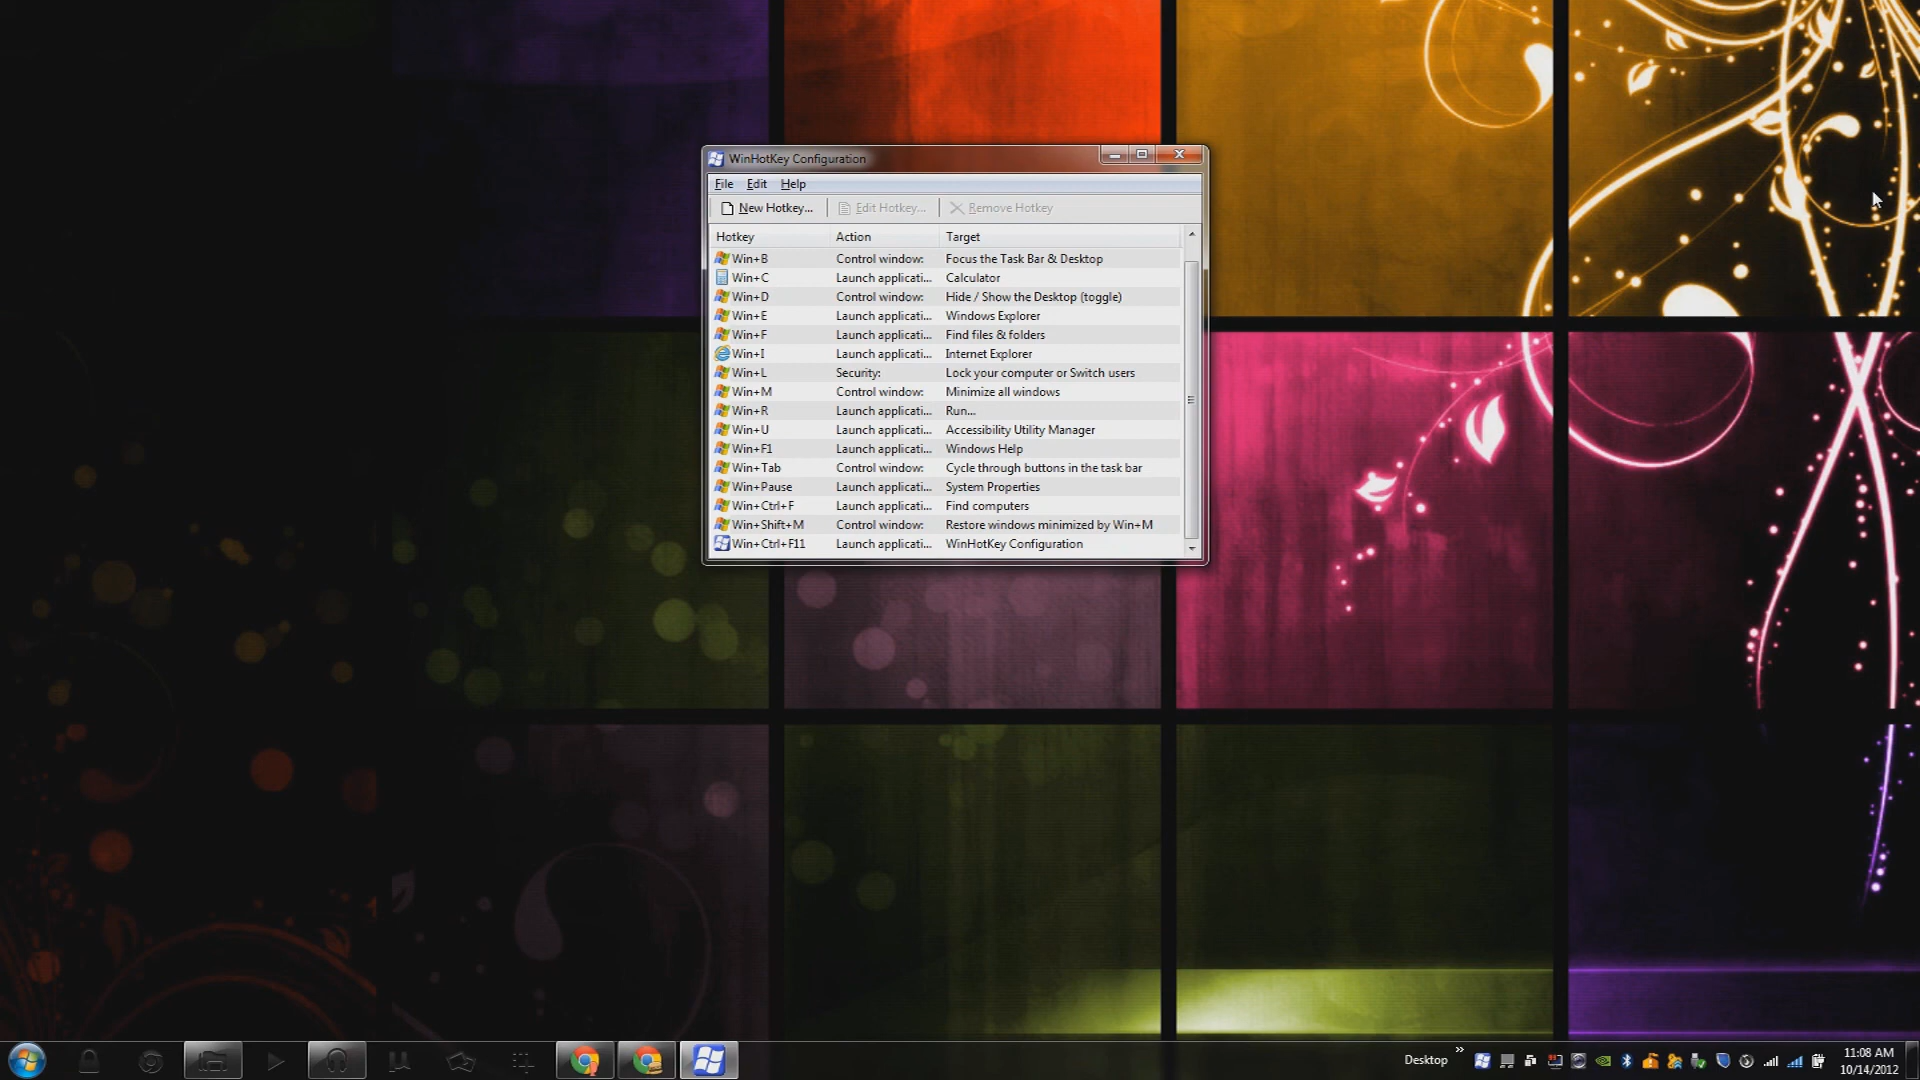 WinHotKey Configuration
File Edit Help
New Hotkey... Edit Hotkey... Remove Hotkey
Hotkey Action Target
Win+B Control window: Focus the Task Bar & Desktop
Win+C Launch applicati... Calculator
Win+D Control window: Hide / Show the Desktop (toggle)
Win+E Launch applicati... Windows Explorer
Win+F Launch applicati... Find files & folders
Win+I Launch applicati... Internet Explorer
Win+L Security: Lock your computer or Switch users
Win+M Control window: Minimize all windows
Win+R Launch applicati... Run...
Win+U Launch applicati... Accessibility Utility Manager
Win+F1 Launch applicati... Windows Help
Win+Tab Control window: Cycle through buttons in the task bar
Win+Pause Launch applicati... System Properties
Win+Ctrl+F Launch applicati... Find computers
Win+Shift+M Control window: Restore windows minimized by Win+M
Win+Ctrl+F11 Launch applicati... WinHotKey Configuration
Desktop »
11:08 AM
10/14/2012